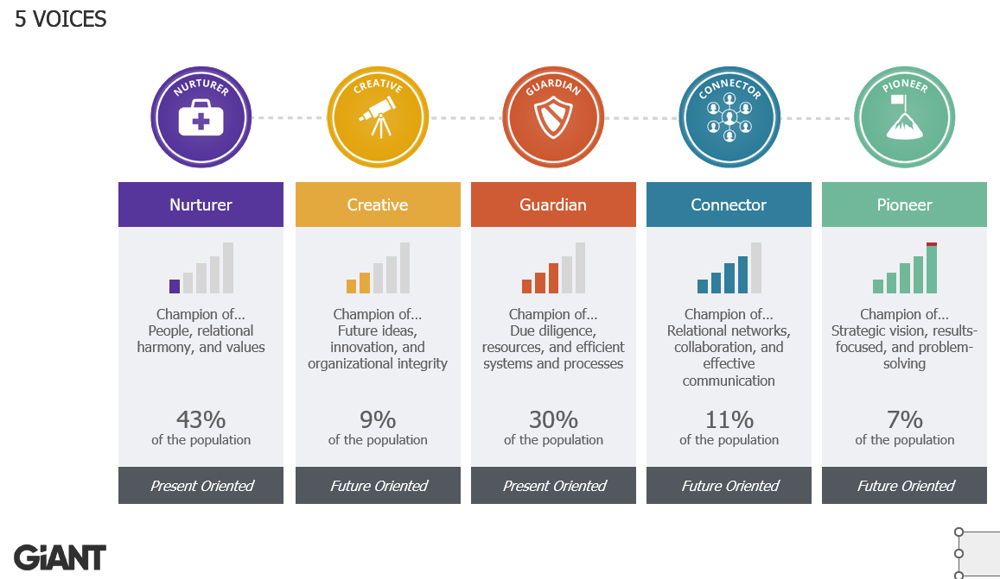 5 VOICES
NURTURER
CREATIVE
GUARDIAN
CONNECTOR
PIONEER
Nurturer
Creative
Guardian
Connector
Pioneer
Champion of...
People, relational
harmony, and values
Champion of...
Future ideas,
innovation, and
organizational integrity
Champion of...
Due diligence,
resources, and efficient
systems and processes
Champion of...
Relational networks,
collaboration, and
effective
communication
Champion of...
Strategic vision, results-
focused, and problem-
solving
43%
of the population
9%
of the population
30%
of the population
11%
of the population
7%
of the population
Present Oriented
Future Oriented
Present Oriented
Future Oriented
Future Oriented
GiANT